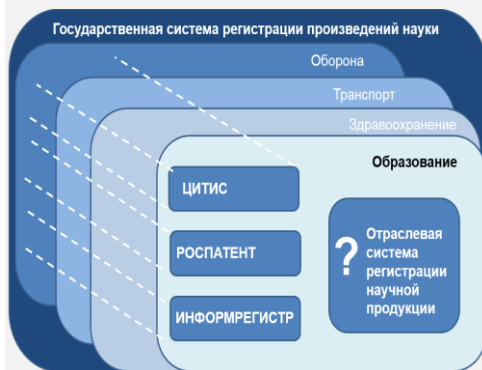 Государственная система регистрации произведений науки
Оборона
Транспорт
Здравоохранение
Образование
ЦИТИС
РОСПАТЕНТ
ИНФОРМРЕГИСТР
?
Отраслевая
система
регистрации
научной
продукции